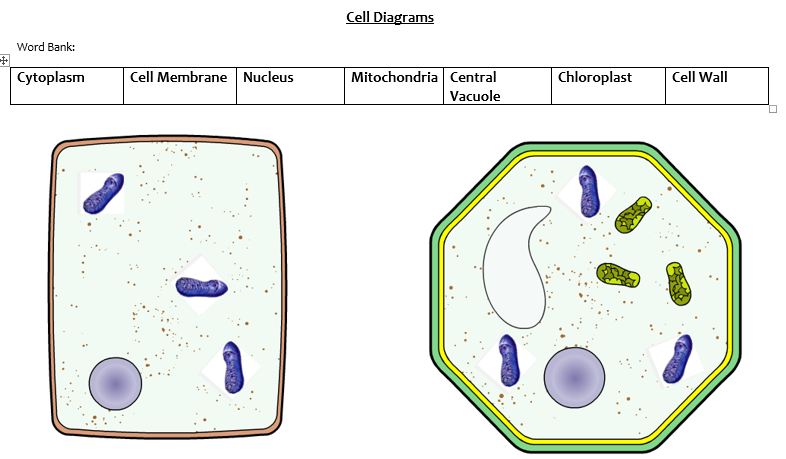 Cell Diagrams
Word Bank:
Cytoplasm Cell Membrane Nucleus Mitochondria Central Vacuole Chloroplast Cell Wall